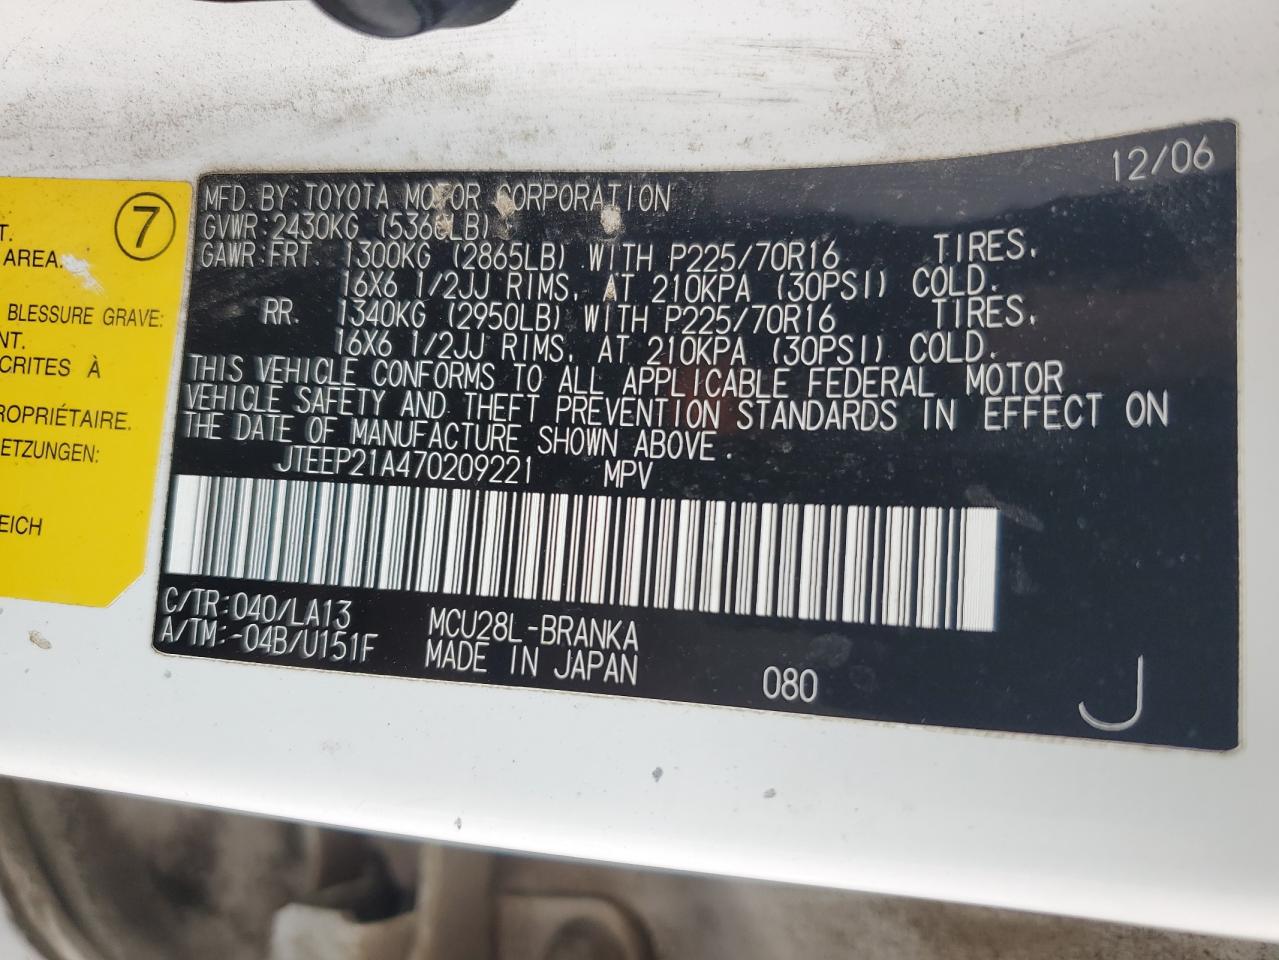 7
T.
AREA.
BLESSURE GRAVE:
NT.
CRITES À
ROPRIÉTAIRE.
ETZUNGEN:
EICH
12/06
MFD. BY: TOYOTA MOTOR CORPORATION
GVWR: 2430KG (5360LB)
GAWR: FRT. 1300KG (2865LB) WITH P225/70R16 TIRES,
16X6 1/2JJ RIMS, AT 210KPA (30PSI) COLD.
RR. 1340KG (2950LB) WITH P225/70R16 TIRES,
16X6 1/2JJ RIMS, AT 210KPA (30PSI) COLD.
THIS VEHICLE CONFORMS TO ALL APPLICABLE FEDERAL MOTOR
VEHICLE SAFETY AND THEFT PREVENTION STANDARDS IN EFFECT ON
THE DATE OF MANUFACTURE SHOWN ABOVE.
JTEEP21A470209221 MPV
C/TR: 040/LA13 MCU28L-BRANKA
A/TM: -04B/U151F MADE IN JAPAN
080 J